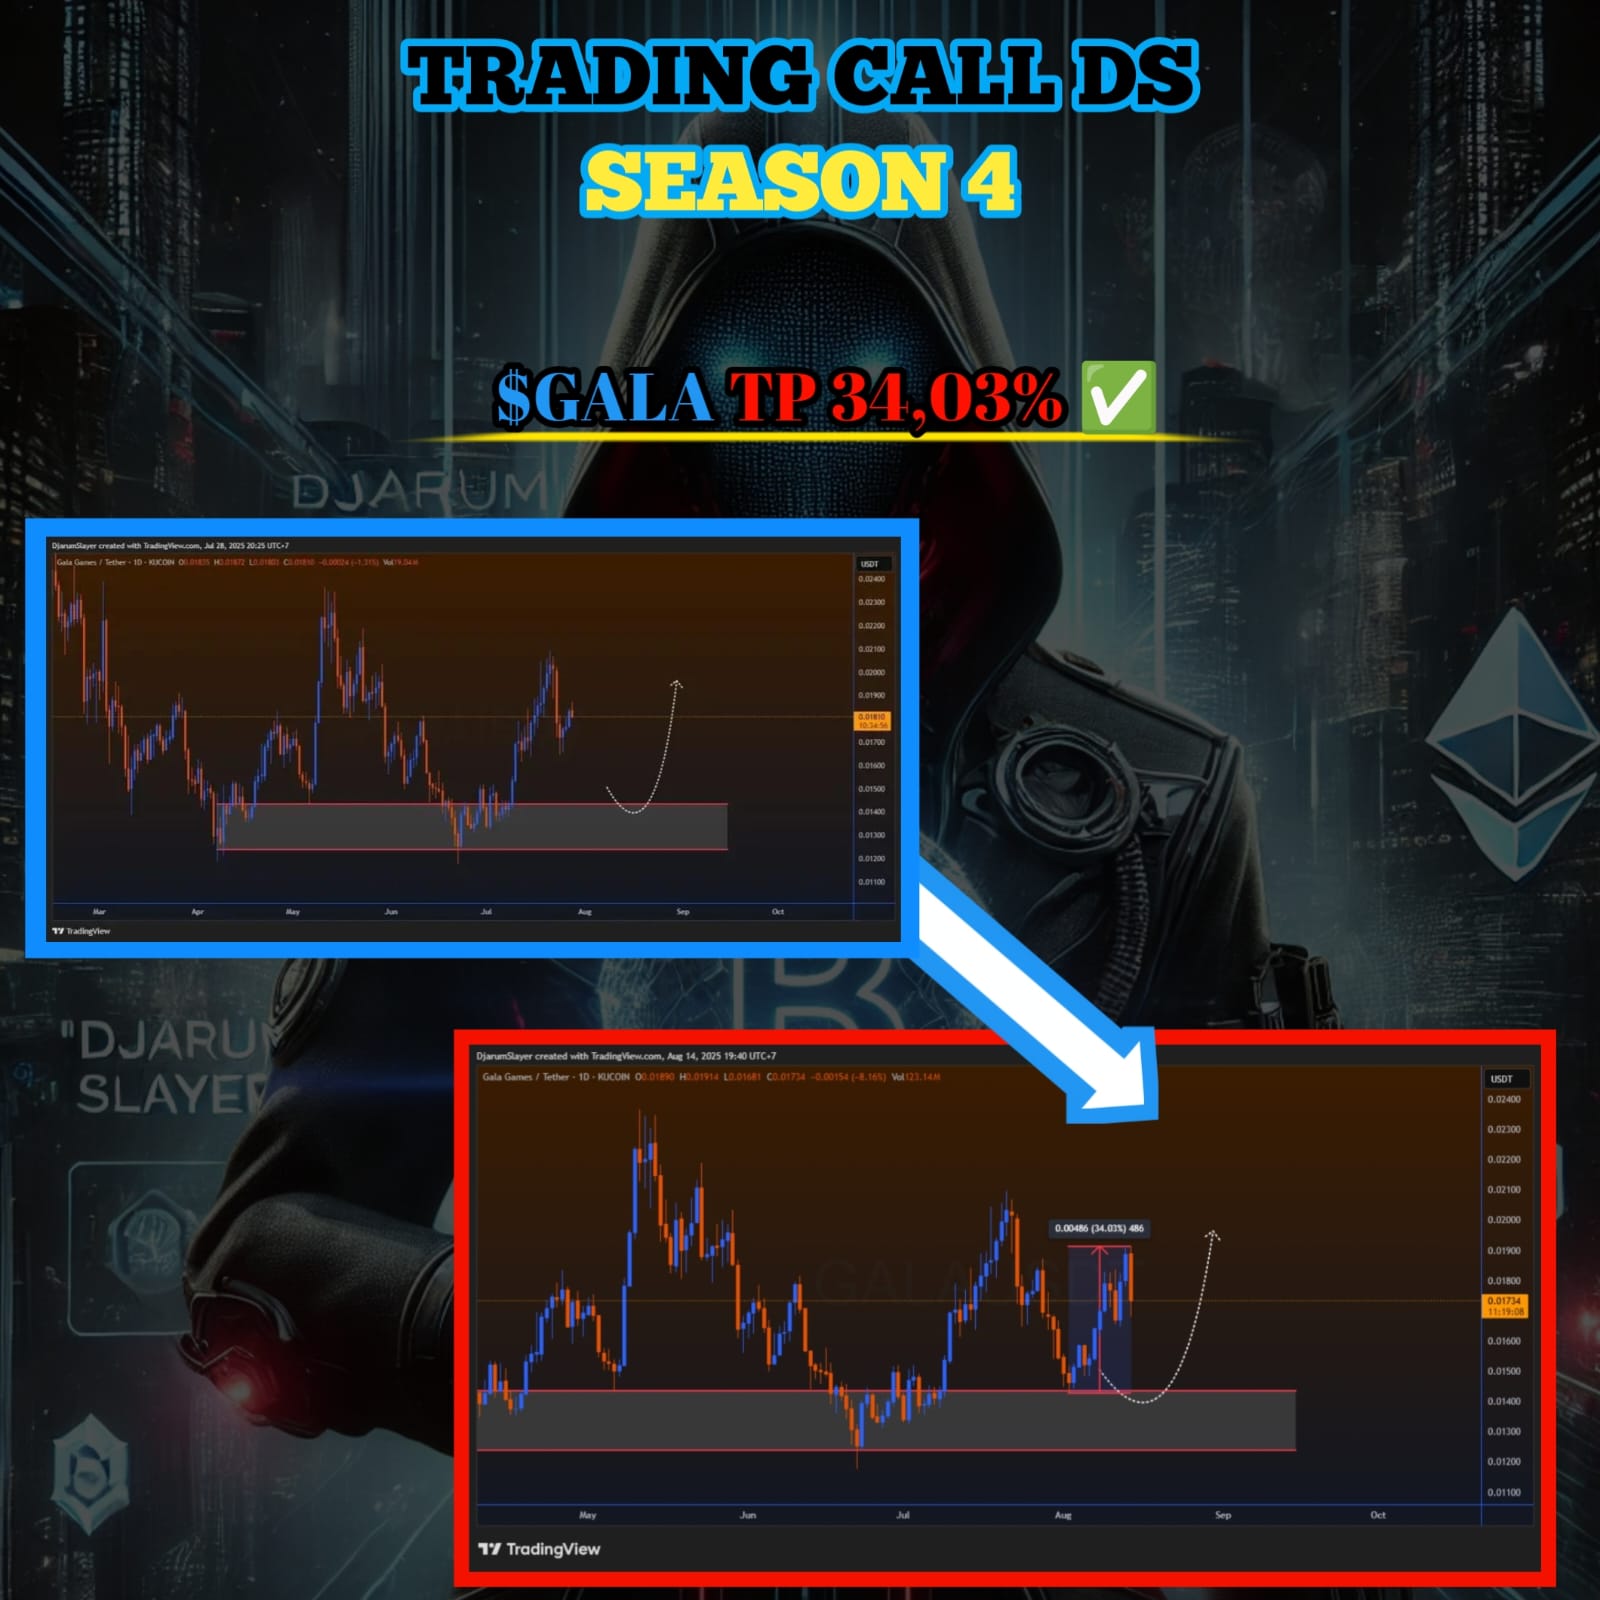 TRADING CALL DS
SEASON 4
$GALA TP 34,03% ✅
DJARUM
DjarumSlayer created with TradingView.com, Jul 28, 2025 20:25 UTC+7
Gala Games / Tether · 1D · KUCOIN O0.01835 H0.01872 L0.01803 C0.01810 −0.00024 (−1.31%) Vol19.04M
USDT
0.02400
0.02300
0.02200
0.02100
0.02000
0.01900
0.01810
10:34:56
0.01700
0.01600
0.01500
0.01400
0.01300
0.01200
0.01100
Mar Apr May Jun Jul Aug Sep Oct
TradingView
"DJARUM
SLAYER
DjarumSlayer created with TradingView.com, Aug 14, 2025 19:40 UTC+7
Gala Games / Tether · 1D · KUCOIN O0.01890 H0.01914 L0.01681 C0.01734 −0.00154 (−8.16%) Vol123.14M
USDT
0.02400
0.02300
0.02200
0.02100
0.02000
0.01900
0.01800
0.01734
11:19:08
0.01600
0.01500
0.01400
0.01300
0.01200
0.01100
0.00486 (34.03%) 486
May Jun Jul Aug Sep Oct
TradingView